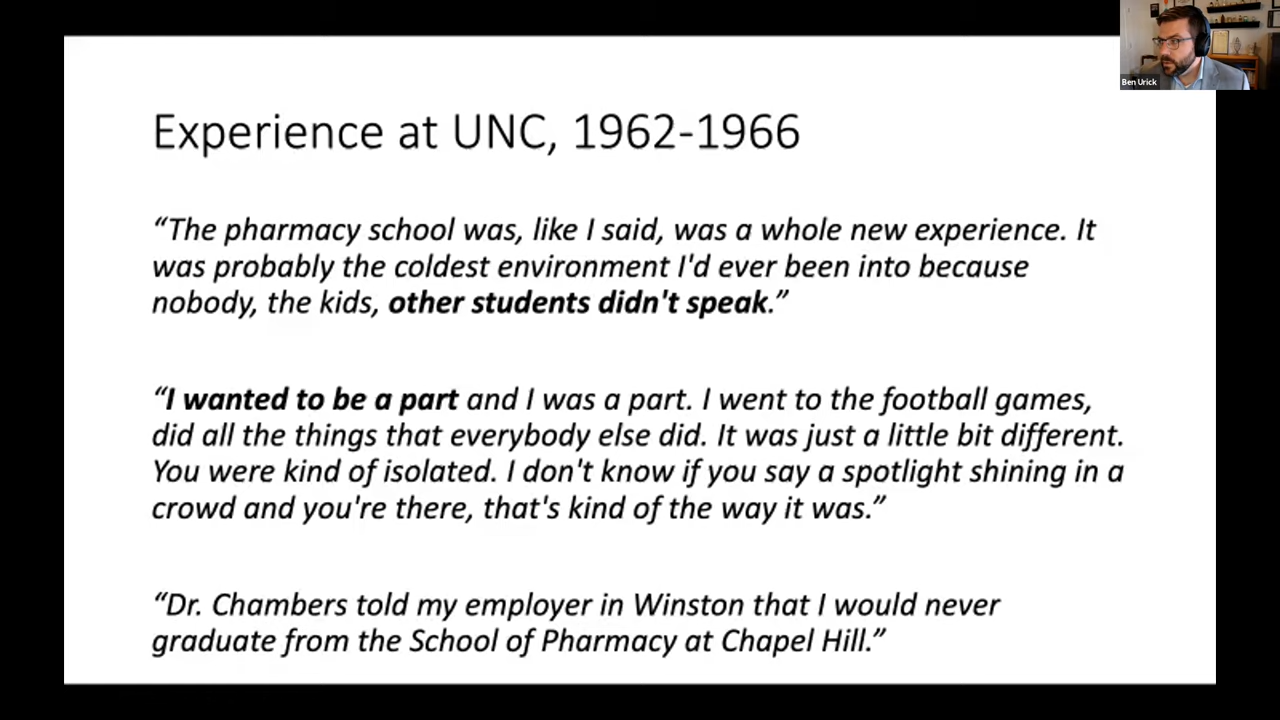 Ben Urick
Experience at UNC, 1962-1966
“The pharmacy school was, like I said, was a whole new experience. It
was probably the coldest environment I'd ever been into because
nobody, the kids, other students didn't speak.”
“I wanted to be a part and I was a part. I went to the football games,
did all the things that everybody else did. It was just a little bit different.
You were kind of isolated. I don't know if you say a spotlight shining in a
crowd and you're there, that's kind of the way it was.”
“Dr. Chambers told my employer in Winston that I would never
graduate from the School of Pharmacy at Chapel Hill.”